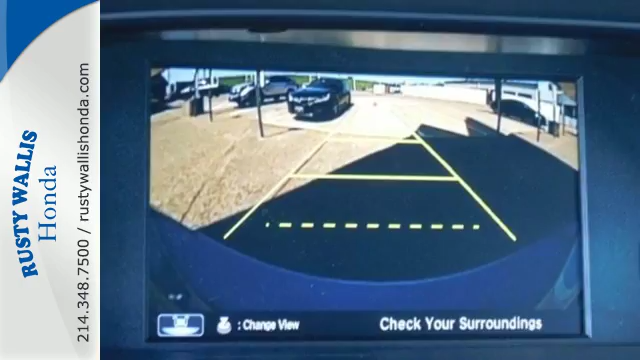 RUSTY WALLIS
Honda
214.348.7500 / rustywallishonda.com
: Change View
Check Your Surroundings